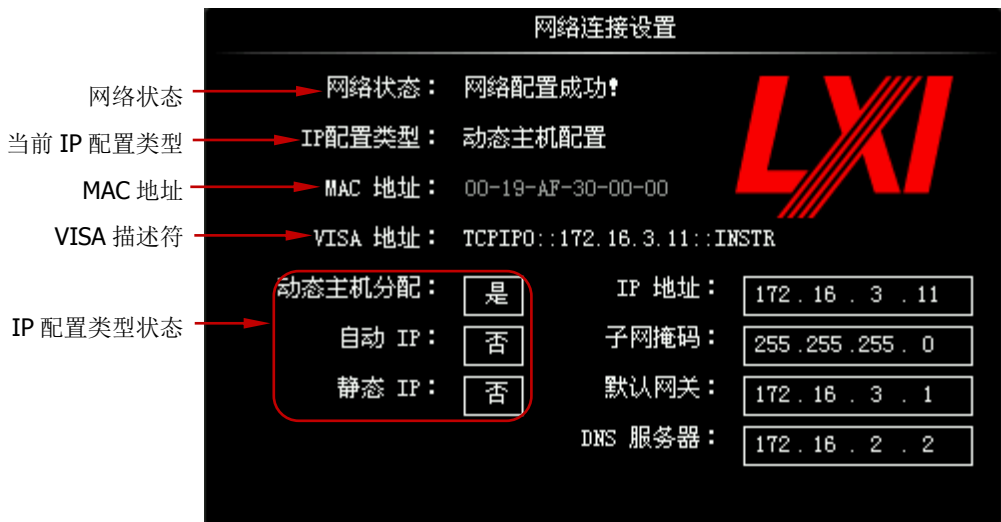 网络连接设置
网络状态
网络状态： 网络配置成功!
当前 IP 配置类型
IP配置类型： 动态主机配置
MAC 地址
MAC 地址： 00-19-AF-30-00-00
VISA 描述符
VISA 地址： TCPIP0::172.16.3.11::INSTR
LXI
IP 配置类型状态
动态主机分配： 是
自动 IP： 否
静态 IP： 否
IP 地址： 172 . 16 . 3 . 11
子网掩码： 255 .255 .255 . 0
默认网关： 172 . 16 . 3 . 1
DNS 服务器： 172 . 16 . 2 . 2